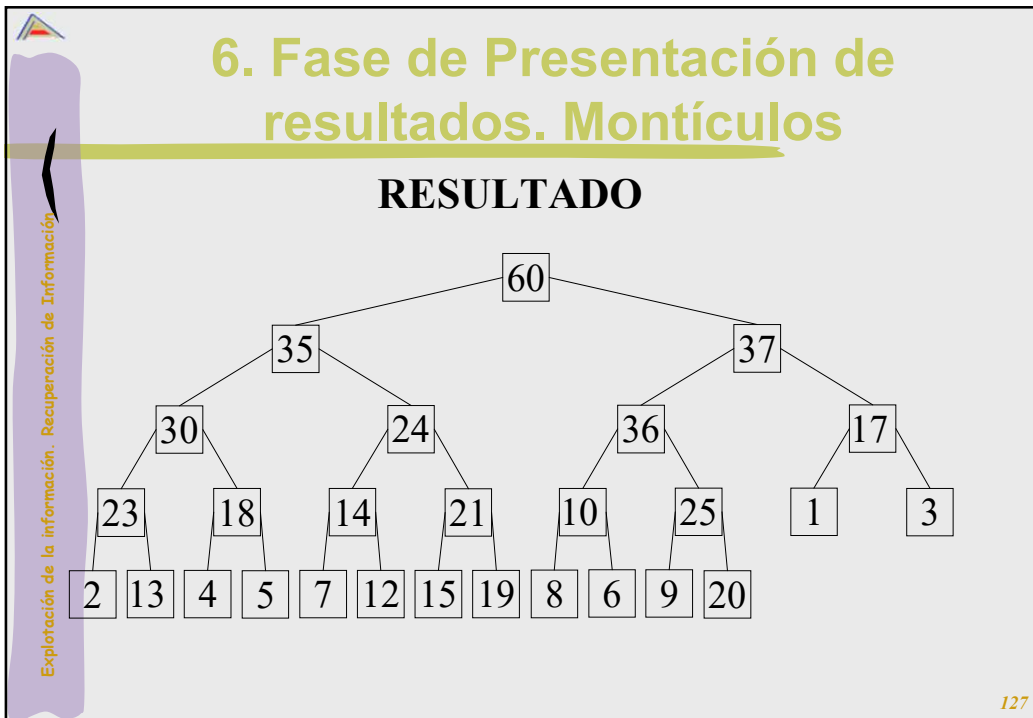 6. Fase de Presentación de
resultados. Montículos
RESULTADO
60
35 37
30 24 36 17
23 18 14 21 10 25 1 3
2 13 4 5 7 12 15 19 8 6 9 20
Explotación de la información. Recuperación de Información
127